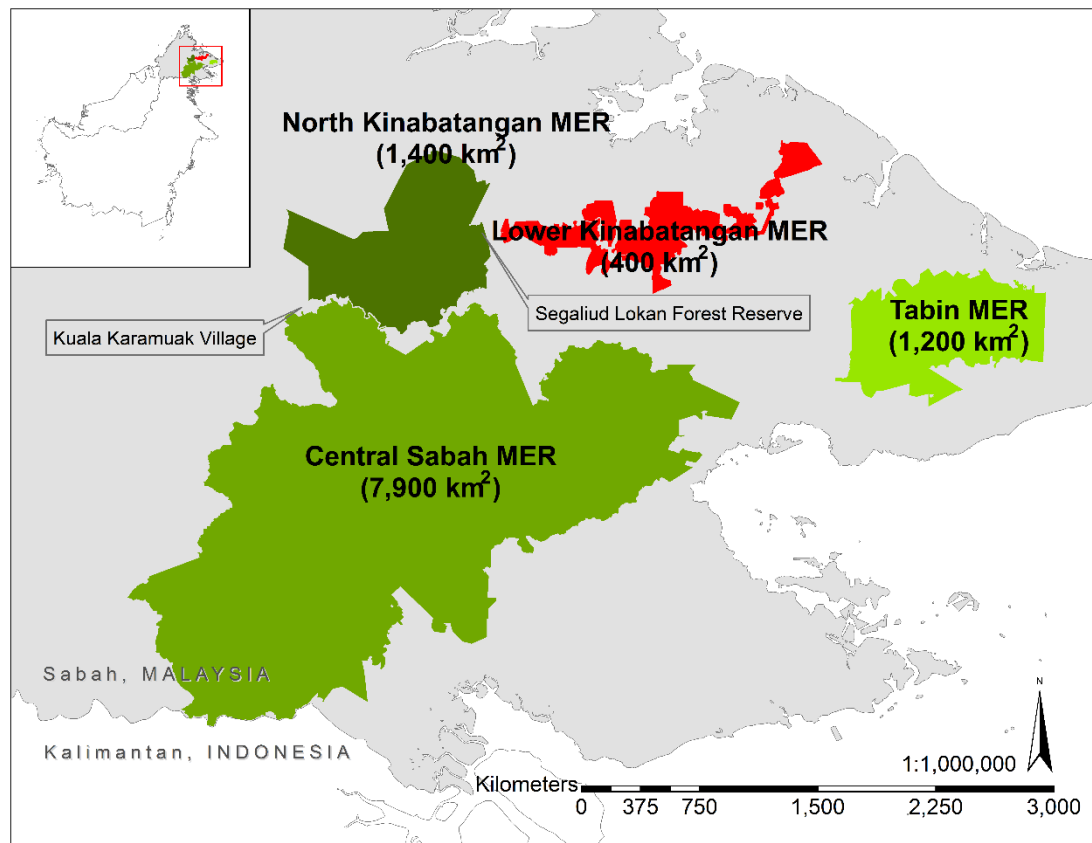 North Kinabatangan MER
(1,400 km²)
Lower Kinabatangan MER
(400 km²)
Tabin MER
(1,200 km²)
Segaliud Lokan Forest Reserve
Kuala Karamuak Village
Central Sabah MER
(7,900 km²)
Sabah, MALAYSIA
Kalimantan, INDONESIA
N
1:1,000,000
Kilometers
0 375 750 1,500 2,250 3,000